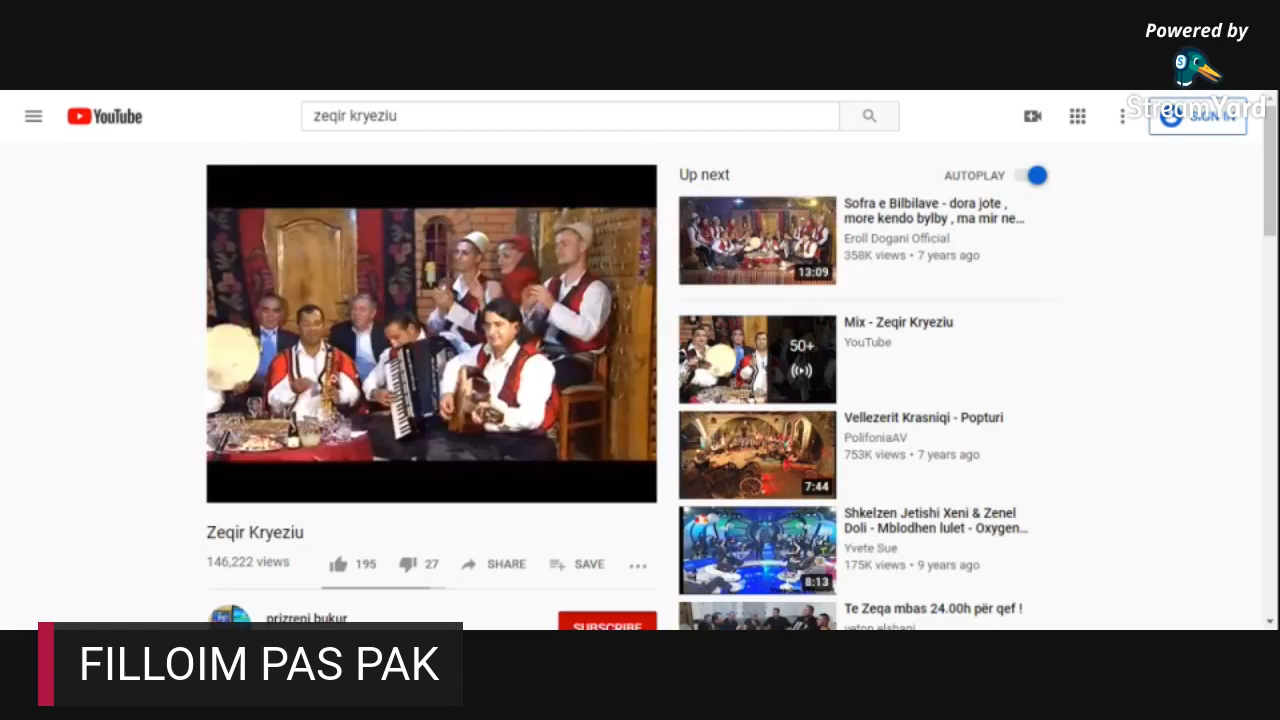 Powered by
StreamYard
YouTube
zeqir kryeziu
SIGN IN
Up next
AUTOPLAY
Sofra e Bilbilave - dora jote ,
more kendo bylby , ma mir ne...
Eroll Dogani Official
358K views • 7 years ago
13:09
Mix - Zeqir Kryeziu
YouTube
50+
Vellezerit Krasniqi - Popturi
PolifoniaAV
753K views • 7 years ago
7:44
Shkelzen Jetishi Xeni & Zenel
Doli - Mblodhen lulet - Oxygen...
Yvete Sue
175K views • 9 years ago
8:13
Te Zeqa mbas 24.00h për qef !
veton elshani
Zeqir Kryeziu
146,222 views
195
27
SHARE
SAVE
prizreni bukur
SUBSCRIBE
FILLOIM PAS PAK